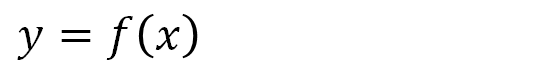 y = f(x)